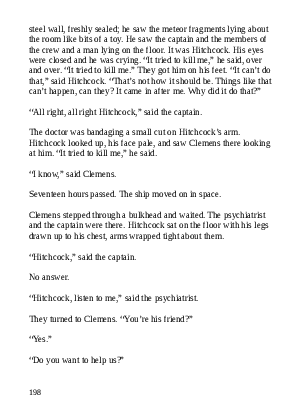 steel wall, freshly sealed; he saw the meteor fragments lying about
the room like bits of a toy. He saw the captain and the members of
the crew and a man lying on the floor. It was Hitchcock. His eyes
were closed and he was crying. “It tried to kill me,” he said, over
and over. “It tried to kill me.” They got him on his feet. “It can’t do
that,” said Hitchcock. “That’s not how it should be. Things like that
can’t happen, can they? It came in after me. Why did it do that?”
“All right, all right Hitchcock,” said the captain.
The doctor was bandaging a small cut on Hitchcock’s arm.
Hitchcock looked up, his face pale, and saw Clemens there looking
at him. “It tried to kill me,” he said.
“I know,” said Clemens.
Seventeen hours passed. The ship moved on in space.
Clemens stepped through a bulkhead and waited. The psychiatrist
and the captain were there. Hitchcock sat on the floor with his legs
drawn up to his chest, arms wrapped tight about them.
“Hitchcock,” said the captain.
No answer.
“Hitchcock, listen to me,” said the psychiatrist.
They turned to Clemens. “You’re his friend?”
“Yes.”
“Do you want to help us?”
198